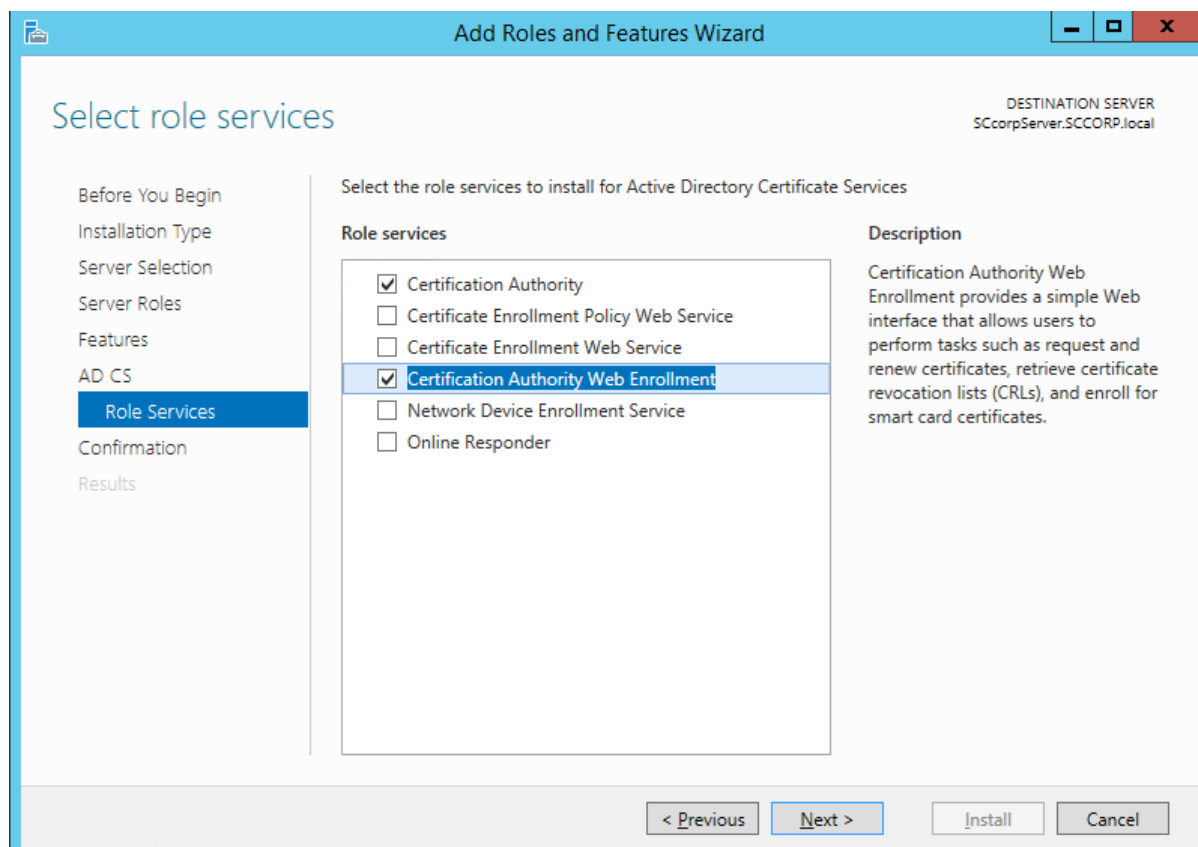 Add Roles and Features Wizard
Select role services
DESTINATION SERVER
SCcorpServer.SCCORP.local
Before You Begin
Installation Type
Server Selection
Server Roles
Features
AD CS
Role Services
Confirmation
Results
Select the role services to install for Active Directory Certificate Services
Role services
Certification Authority
Certificate Enrollment Policy Web Service
Certificate Enrollment Web Service
Certification Authority Web Enrollment
Network Device Enrollment Service
Online Responder
Description
Certification Authority Web
Enrollment provides a simple Web
interface that allows users to
perform tasks such as request and
renew certificates, retrieve certificate
revocation lists (CRLs), and enroll for
smart card certificates.
< Previous
Next >
Install
Cancel